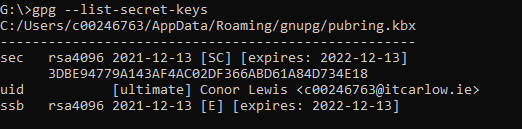 G:\>gpg --list-secret-keys
C:/Users/c00246763/AppData/Roaming/gnupg/pubring.kbx
----------------------------------------------------
sec   rsa4096 2021-12-13 [SC] [expires: 2022-12-13]
      3DBE94779A143AF4AC02DF366ABD61A84D734E18
uid           [ultimate] Conor Lewis <c00246763@itcarlow.ie>
ssb   rsa4096 2021-12-13 [E] [expires: 2022-12-13]